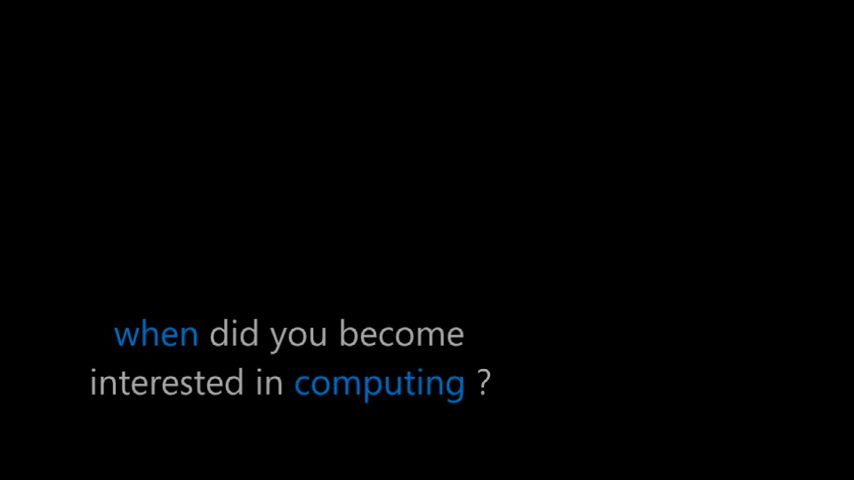 when did you become
interested in computing ?